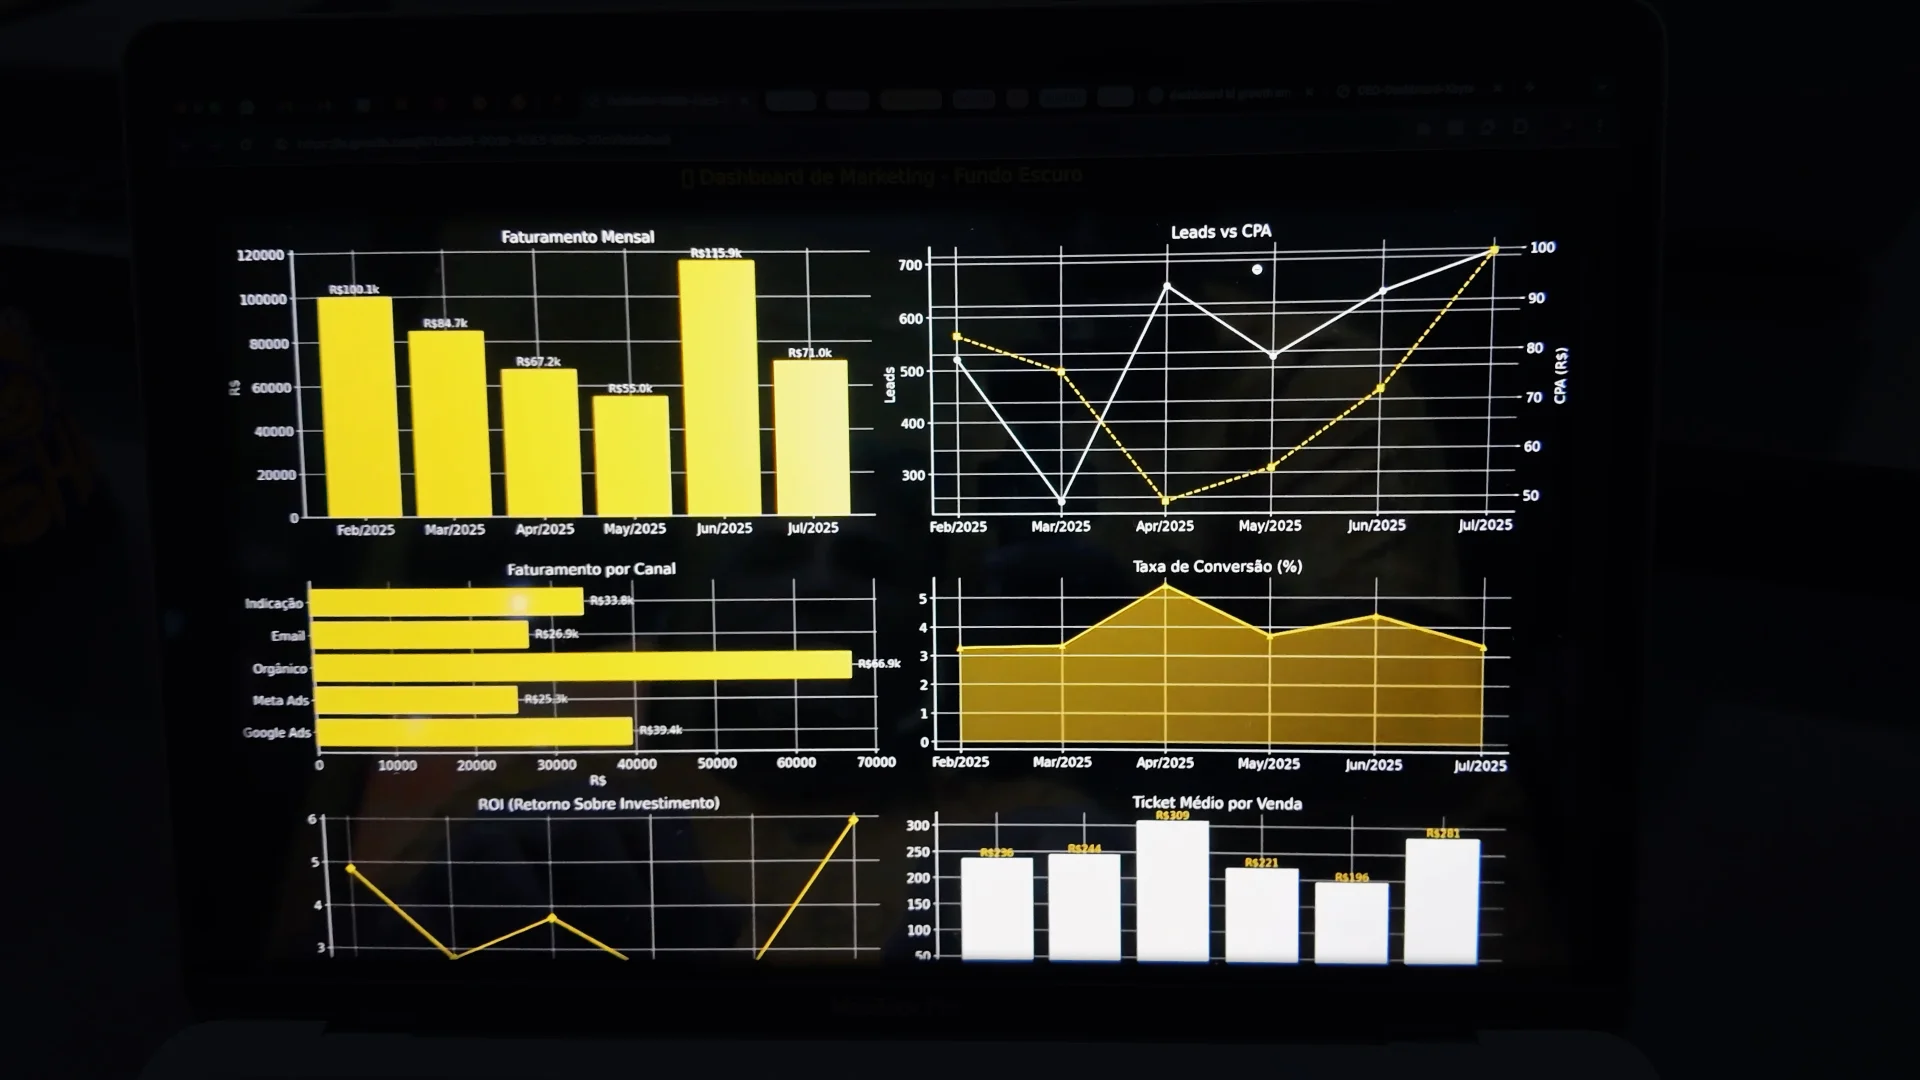 Dashboard de Marketing - Fundo Escuro
Faturamento Mensal
120000
100000
80000
60000
40000
20000
0
R$
R$100.1k
R$84.7k
R$67.2k
R$55.0k
R$115.9k
R$71.0k
Feb/2025 Mar/2025 Apr/2025 May/2025 Jun/2025 Jul/2025
Leads vs CPA
700
600
500
400
300
Leads
100
90
80
70
60
50
CPA (R$)
Feb/2025 Mar/2025 Apr/2025 May/2025 Jun/2025 Jul/2025
Faturamento por Canal
Indicação R$33.8k
Email R$26.9k
Orgânico R$66.9k
Meta Ads R$25.3k
Google Ads R$39.4k
0 10000 20000 30000 40000 50000 60000 70000
R$
Taxa de Conversão (%)
5
4
3
2
1
0
Feb/2025 Mar/2025 Apr/2025 May/2025 Jun/2025 Jul/2025
ROI (Retorno Sobre Investimento)
6
5
4
3
Ticket Médio por Venda
300
250
200
150
100
50
R$236
R$244
R$309
R$221
R$196
R$281